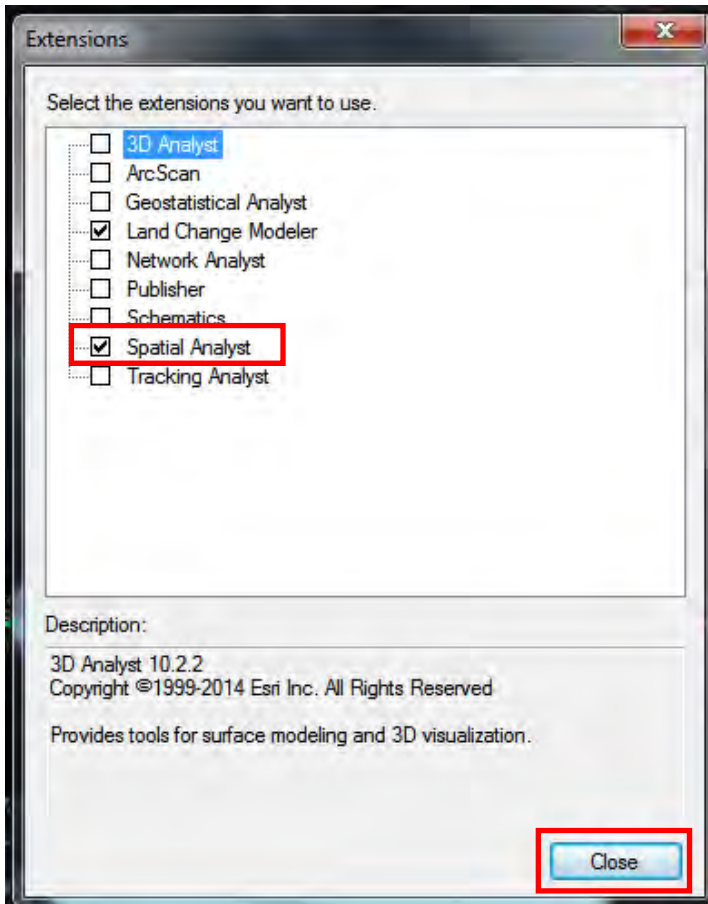 Extensions
Select the extensions you want to use.
3D Analyst
ArcScan
Geostatistical Analyst
Land Change Modeler
Network Analyst
Publisher
Schematics
Spatial Analyst
Tracking Analyst
Description:
3D Analyst 10.2.2
Copyright ©1999-2014 Esri Inc. All Rights Reserved
Provides tools for surface modeling and 3D visualization.
Close